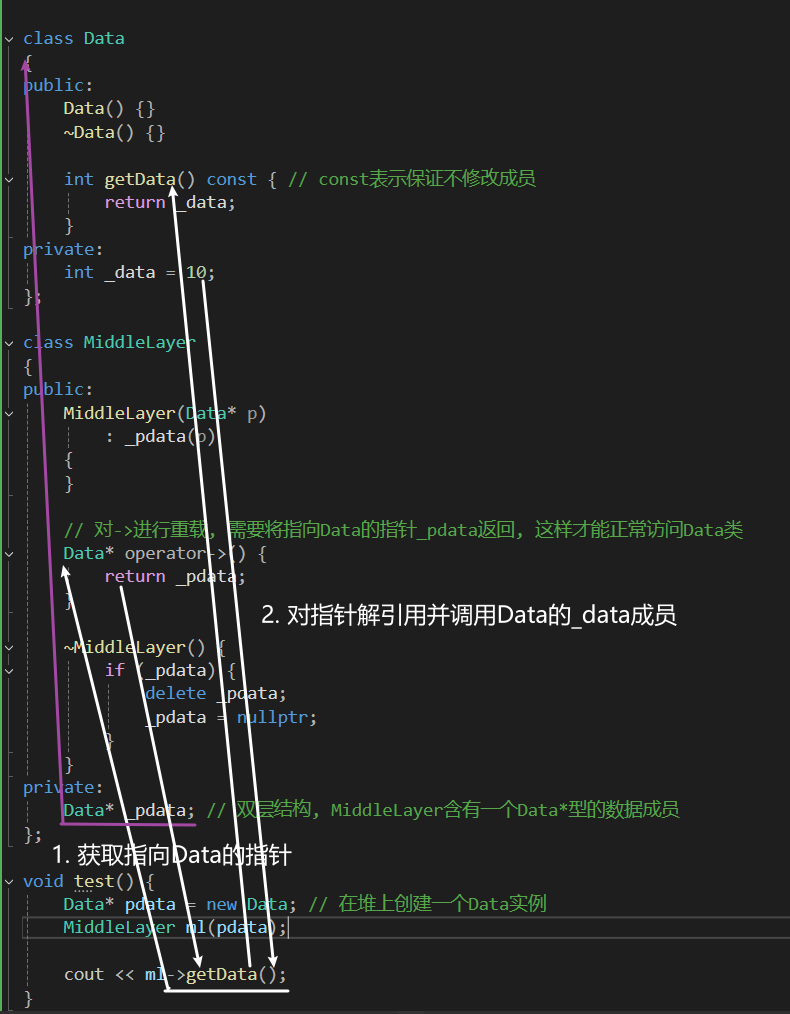 class Data
{
public:
    Data() {}
    ~Data() {}

    int getData() const { // const表示保证不修改成员
        return _data;
    }
private:
    int _data = 10;
};

class MiddleLayer
{
public:
    MiddleLayer(Data* p)
        : _pdata(p)
    {
    }

    // 对->进行重载, 需要将指向Data的指针_pdata返回, 这样才能正常访问Data类
    Data* operator->() {
        return _pdata;
    }
2. 对指针解引用并调用Data的_data成员

    ~MiddleLayer() {
        if (_pdata) {
            delete _pdata;
            _pdata = nullptr;
        }
    }
private:
    Data* _pdata; // 双层结构, MiddleLayer含有一个Data*型的数据成员
};
1. 获取指向Data的指针
void test() {
    Data* pdata = new Data; // 在堆上创建一个Data实例
    MiddleLayer ml(pdata);

    cout << ml->getData();
}